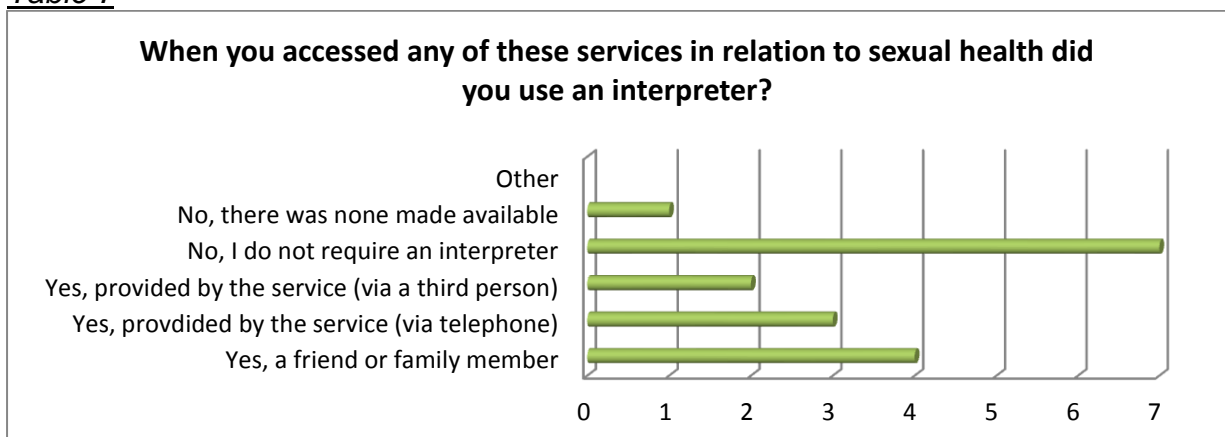 When you accessed any of these services in relation to sexual health did
you use an interpreter?
Other
No, there was none made available
No, I do not require an interpreter
Yes, provided by the service (via a third person)
Yes, provdided by the service (via telephone)
Yes, a friend or family member
0 1 2 3 4 5 6 7